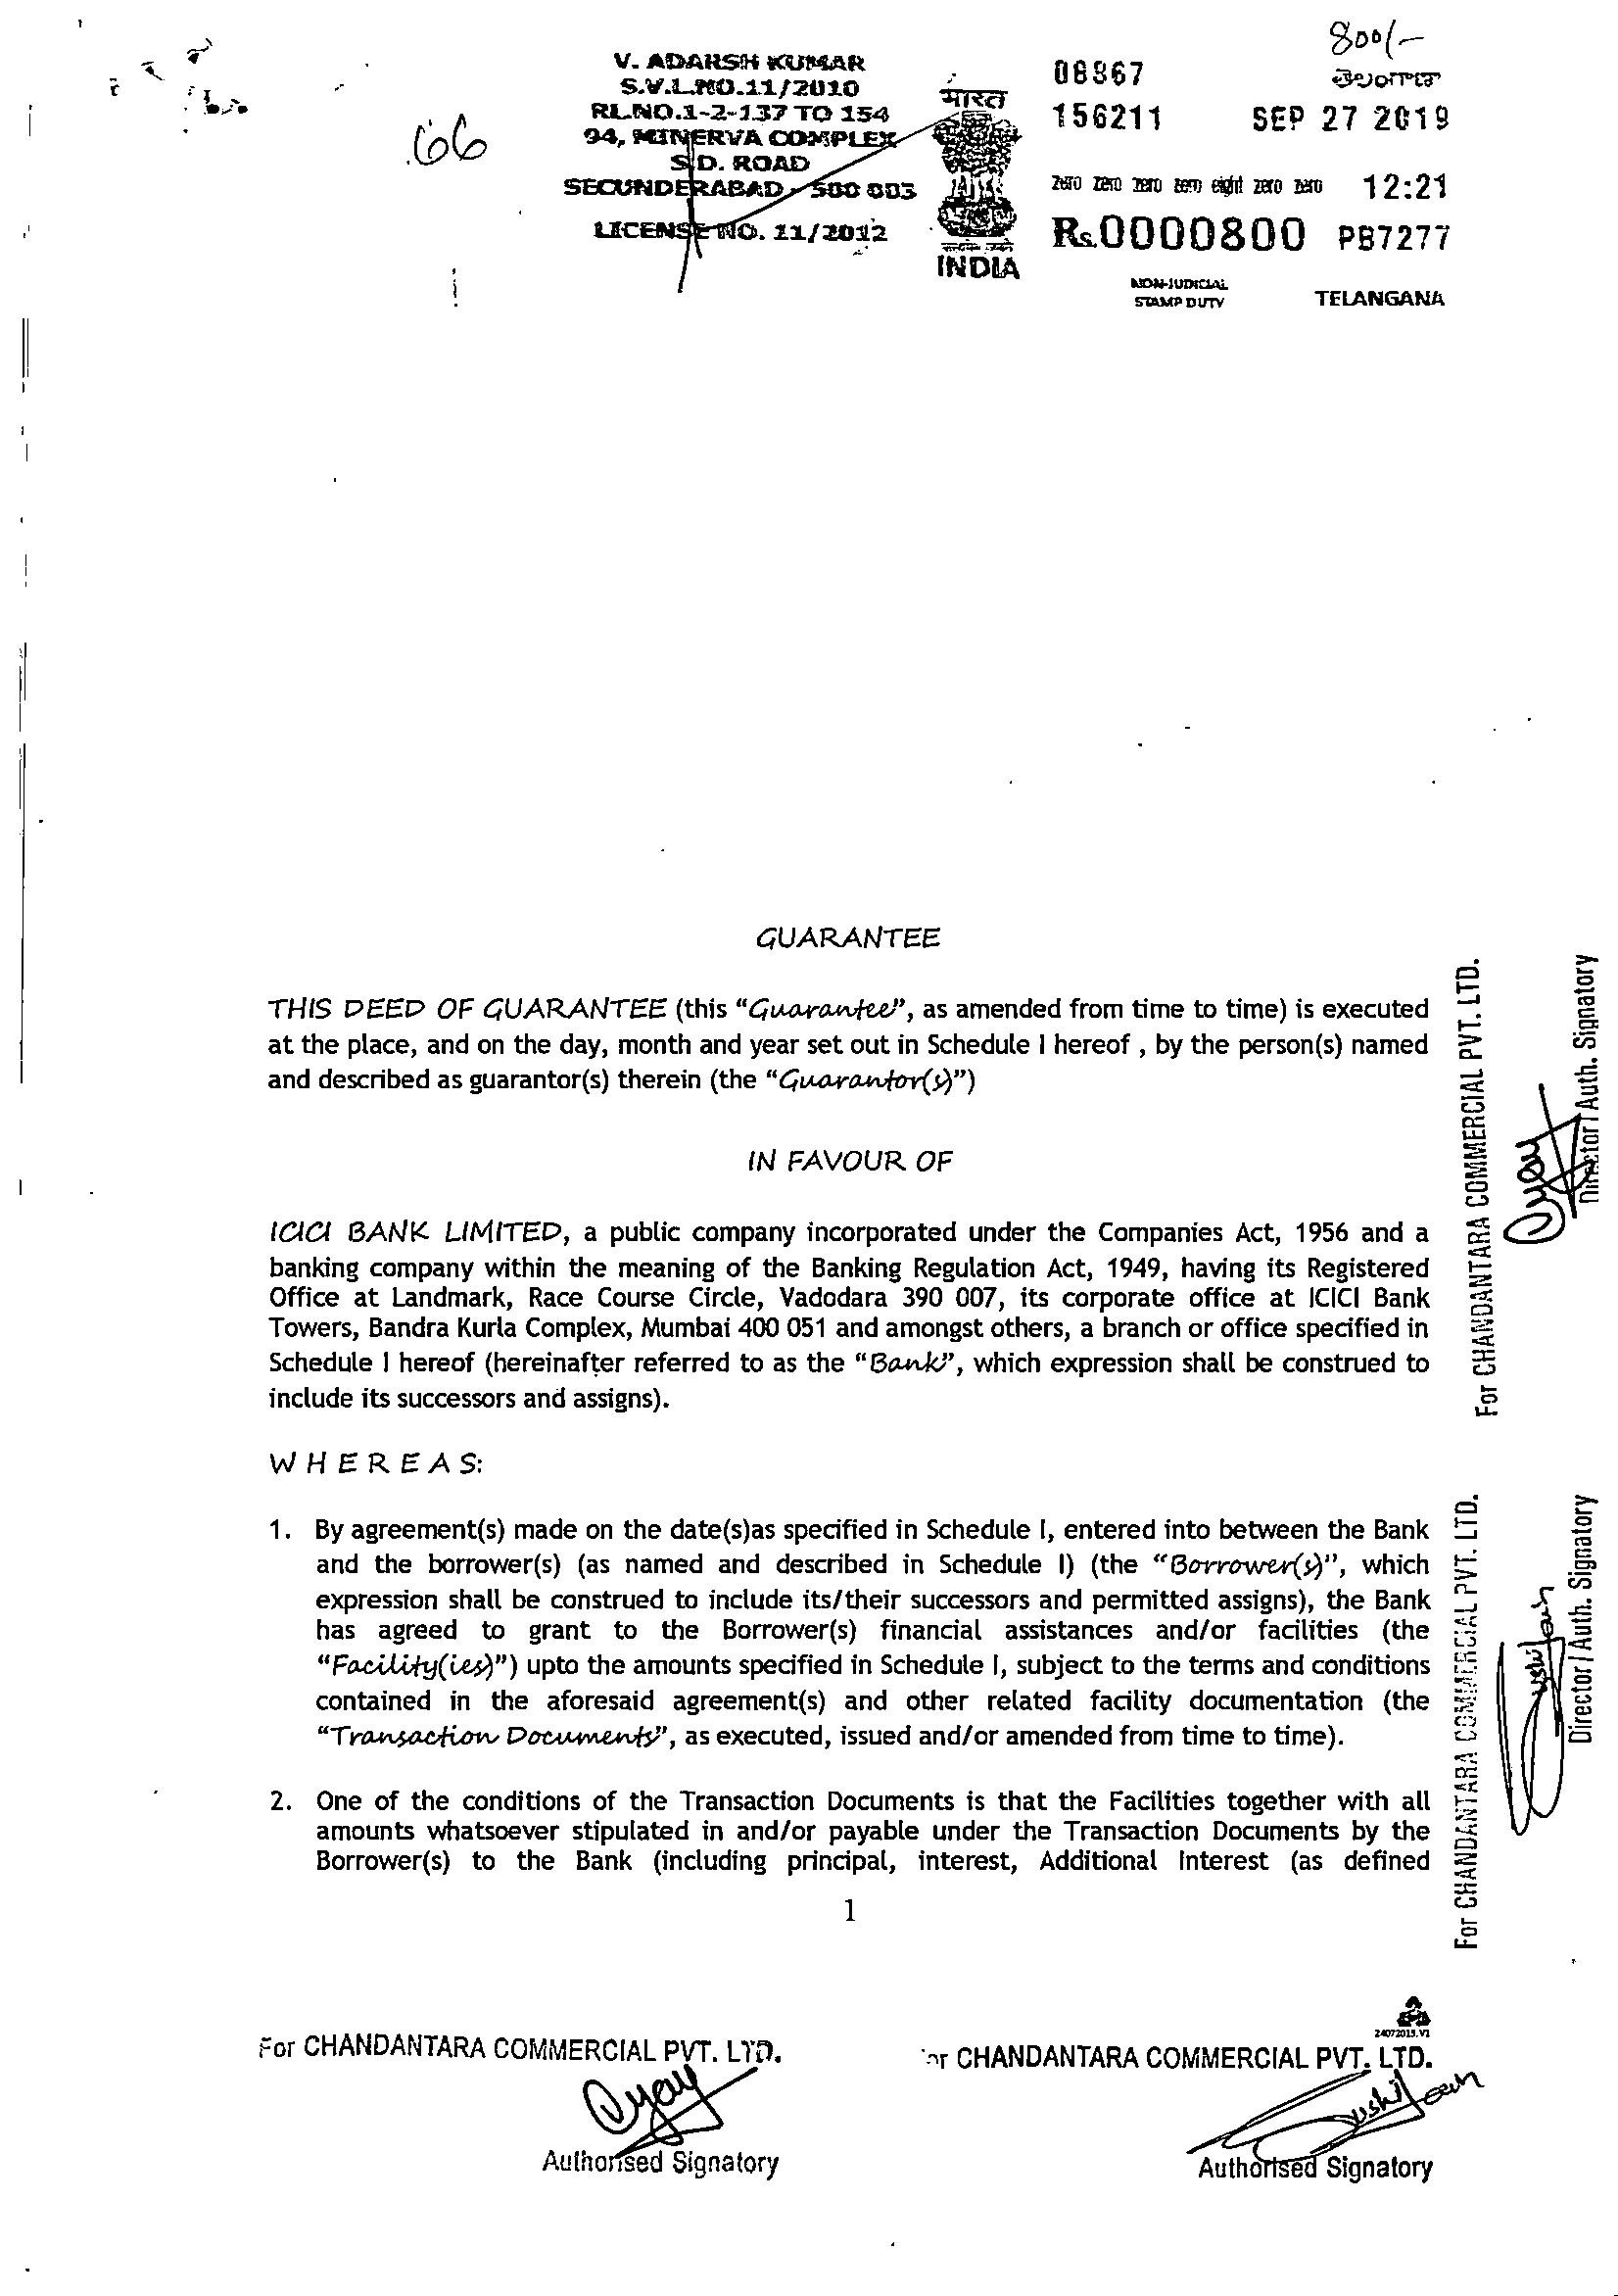 800/-
V. ADARSH KUMAR
S.V.L.NO.11/2010
RL.NO.1-2-137 TO 154
94, MINERVA COMPLEX
S.D. ROAD
SECUNDERABAD - 500 003
LICENSE NO. 11/2012
66
भारत
INDIA
08867
తెలంగాణ
156211 SEP 27 2019
zero zero zero zero eight zero zero 12:21
Rs.0000800 PB7277
NON-JUDICIAL
STAMP DUTY TELANGANA
GUARANTEE
THIS DEED OF GUARANTEE (this "Guarantee", as amended from time to time) is executed
at the place, and on the day, month and year set out in Schedule I hereof , by the person(s) named
and described as guarantor(s) therein (the "Guarantor(s)")
IN FAVOUR OF
ICICI BANK LIMITED, a public company incorporated under the Companies Act, 1956 and a
banking company within the meaning of the Banking Regulation Act, 1949, having its Registered
Office at Landmark, Race Course Circle, Vadodara 390 007, its corporate office at ICICI Bank
Towers, Bandra Kurla Complex, Mumbai 400 051 and amongst others, a branch or office specified in
Schedule I hereof (hereinafter referred to as the "Bank", which expression shall be construed to
include its successors and assigns).
W H E R E A S:
1. By agreement(s) made on the date(s)as specified in Schedule I, entered into between the Bank
and the borrower(s) (as named and described in Schedule I) (the "Borrower(s)", which
expression shall be construed to include its/their successors and permitted assigns), the Bank
has agreed to grant to the Borrower(s) financial assistances and/or facilities (the
"Facility(ies)") upto the amounts specified in Schedule I, subject to the terms and conditions
contained in the aforesaid agreement(s) and other related facility documentation (the
"Transaction Documents", as executed, issued and/or amended from time to time).
2. One of the conditions of the Transaction Documents is that the Facilities together with all
amounts whatsoever stipulated in and/or payable under the Transaction Documents by the
Borrower(s) to the Bank (including principal, interest, Additional Interest (as defined
1
For CHANDANTARA COMMERCIAL PVT. LTD.
Director / Auth. Signatory
For CHANDANTARA COMMERCIAL PVT. LTD.
Director / Auth. Signatory
24072013.V1
For CHANDANTARA COMMERCIAL PVT. LTD.
Authorised Signatory
For CHANDANTARA COMMERCIAL PVT. LTD.
Authorised Signatory